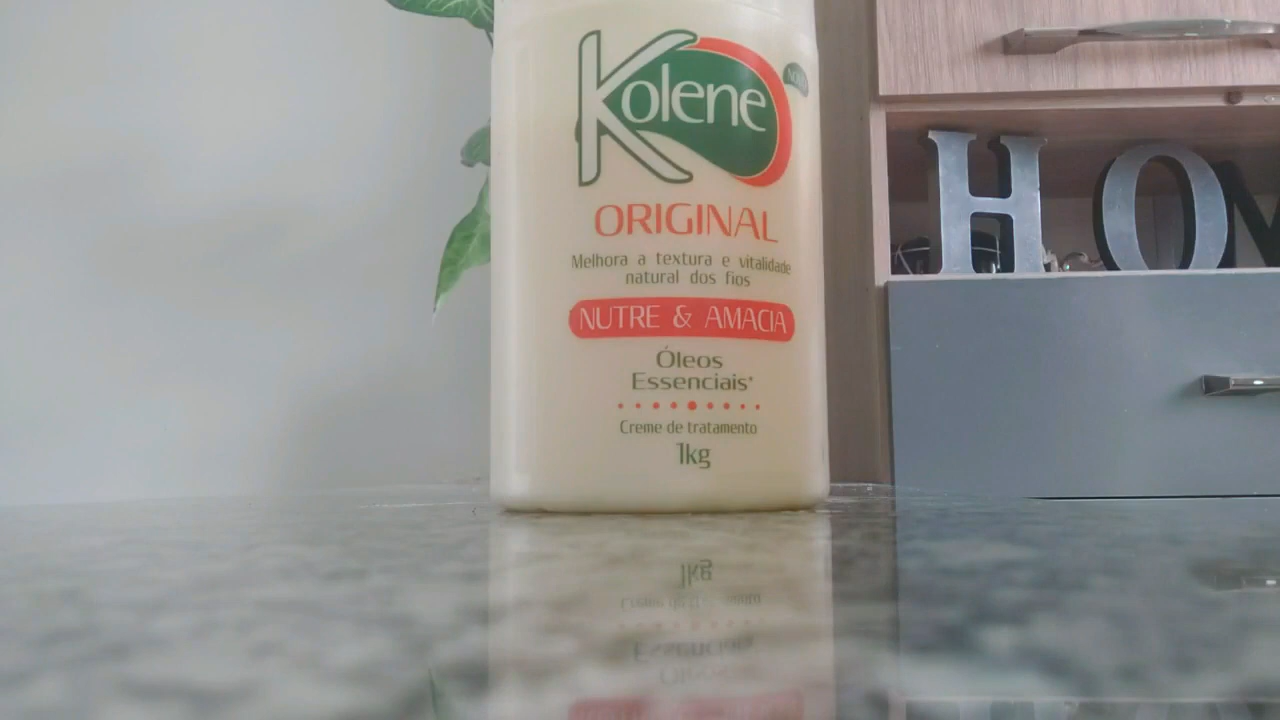 Kolene
ORIGINAL
Melhora a textura e vitalidade
natural dos fios
NUTRE & AMACIA
Óleos
Essenciais*
Creme de tratamento
1kg
HO